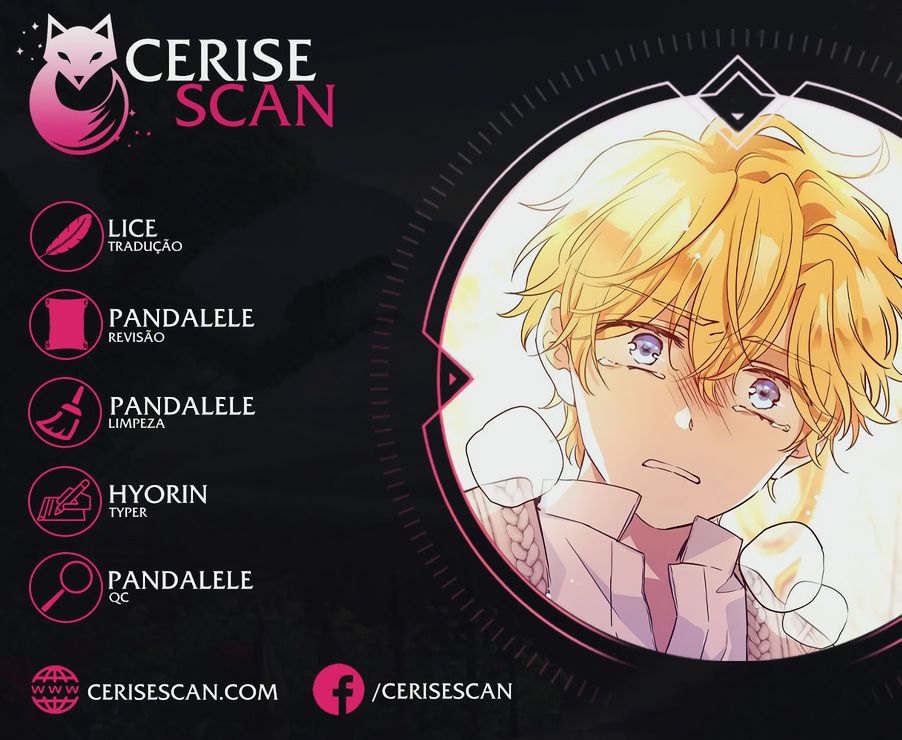 CERISE
SCAN
LICE
TRADUÇÃO
PANDALELE
REVISÃO
PANDALELE
LIMPEZA
HYORIN
TYPER
PANDALELE
QC
WWW
CERISESCAN.COM
/CERISESCAN